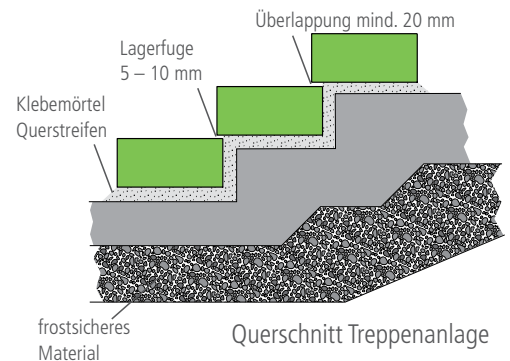 Überlappung mind. 20 mm
Lagerfuge
5 – 10 mm
Klebemörtel
Querstreifen
frostsicheres
Material
Querschnitt Treppenanlage